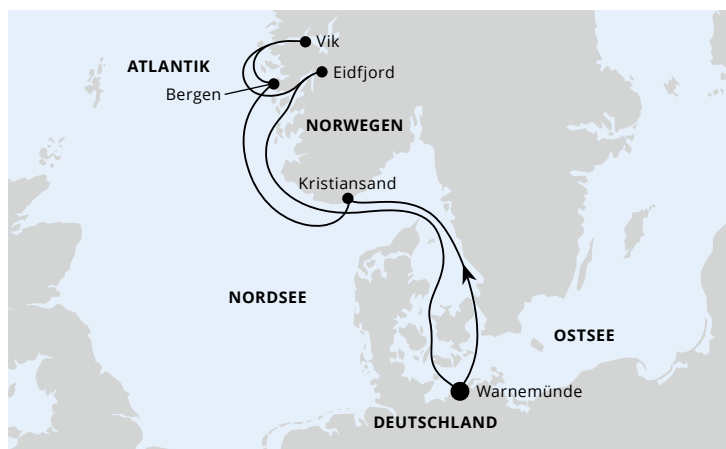 Vik
ATLANTIK
Eidfjord
Bergen
NORWEGEN
Kristiansand
NORDSEE
OSTSEE
Warnemünde
DEUTSCHLAND